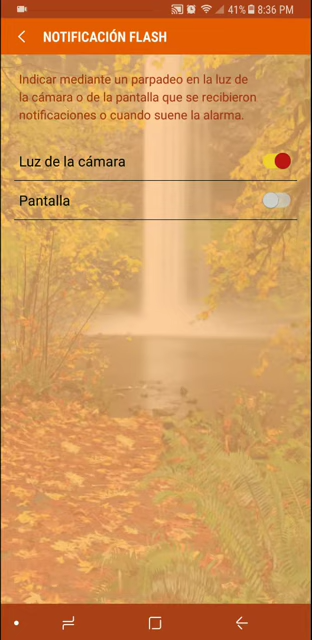 41% 8:36 PM
NOTIFICACIÓN FLASH
Indicar mediante un parpadeo en la luz de
la cámara o de la pantalla que se recibieron
notificaciones o cuando suene la alarma.
Luz de la cámara
Pantalla